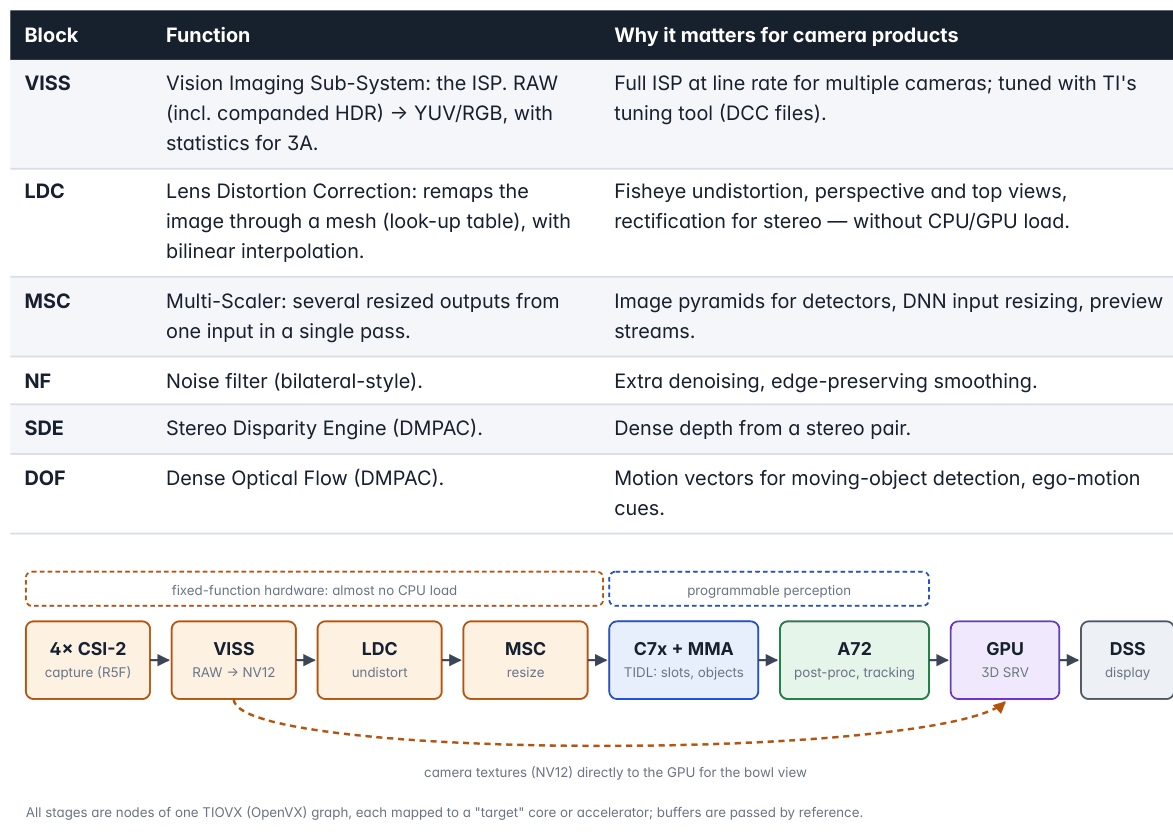 Block Function Why it matters for camera products
VISS Vision Imaging Sub-System: the ISP. RAW Full ISP at line rate for multiple cameras; tuned with TI's
(incl. companded HDR) → YUV/RGB, with tuning tool (DCC files).
statistics for 3A.
LDC Lens Distortion Correction: remaps the Fisheye undistortion, perspective and top views,
image through a mesh (look-up table), with rectification for stereo — without CPU/GPU load.
bilinear interpolation.
MSC Multi-Scaler: several resized outputs from Image pyramids for detectors, DNN input resizing, preview
one input in a single pass. streams.
NF Noise filter (bilateral-style). Extra denoising, edge-preserving smoothing.
SDE Stereo Disparity Engine (DMPAC). Dense depth from a stereo pair.
DOF Dense Optical Flow (DMPAC). Motion vectors for moving-object detection, ego-motion
cues.
fixed-function hardware: almost no CPU load programmable perception
4× CSI-2 VISS LDC MSC C7x + MMA A72 GPU DSS
capture (R5F) RAW → NV12 undistort resize TIDL: slots, objects post-proc, tracking 3D SRV display
camera textures (NV12) directly to the GPU for the bowl view
All stages are nodes of one TIOVX (OpenVX) graph, each mapped to a "target" core or accelerator; buffers are passed by reference.